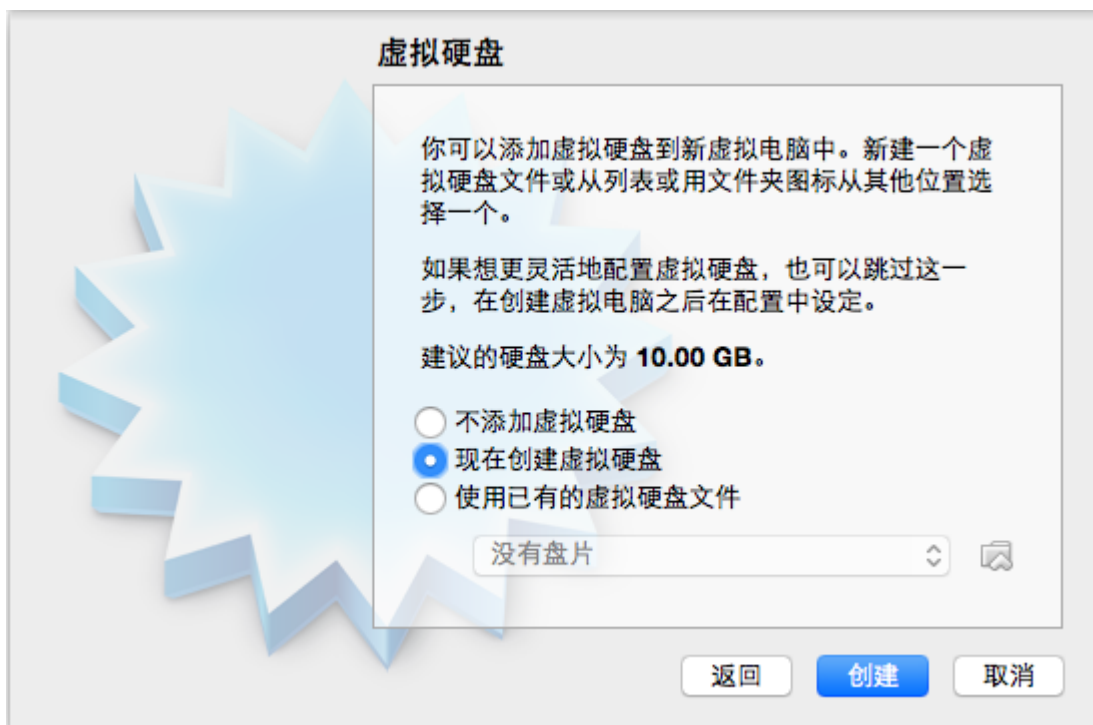 虚拟硬盘
你可以添加虚拟硬盘到新虚拟电脑中。新建一个虚
拟硬盘文件或从列表或用文件夹图标从其他位置选
择一个。
如果想更灵活地配置虚拟硬盘，也可以跳过这一
步，在创建虚拟电脑之后在配置中设定。
建议的硬盘大小为 10.00 GB。
不添加虚拟硬盘
现在创建虚拟硬盘
使用已有的虚拟硬盘文件
没有盘片
返回 创建 取消